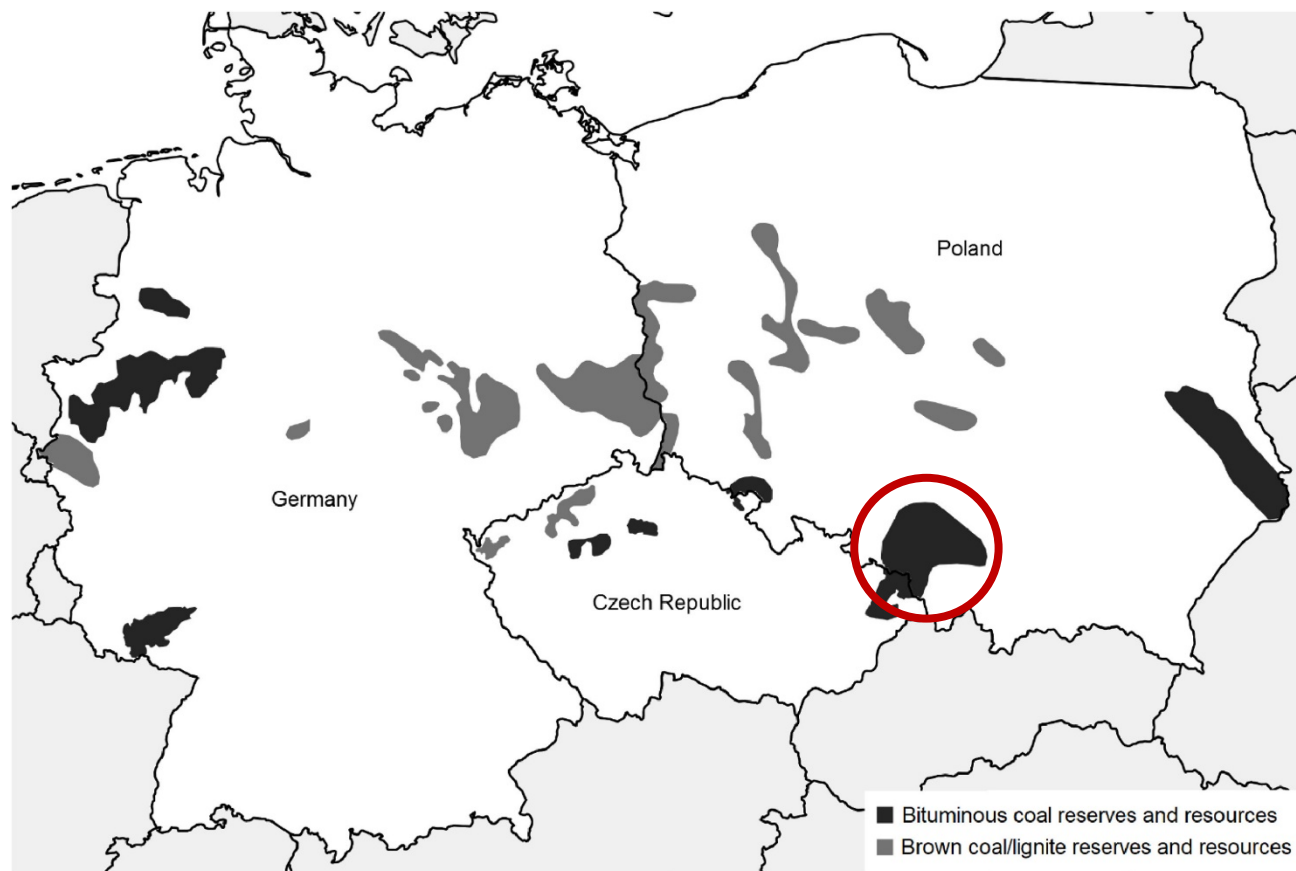 Poland
Germany
Czech Republic
Bituminous coal reserves and resources
Brown coal/lignite reserves and resources